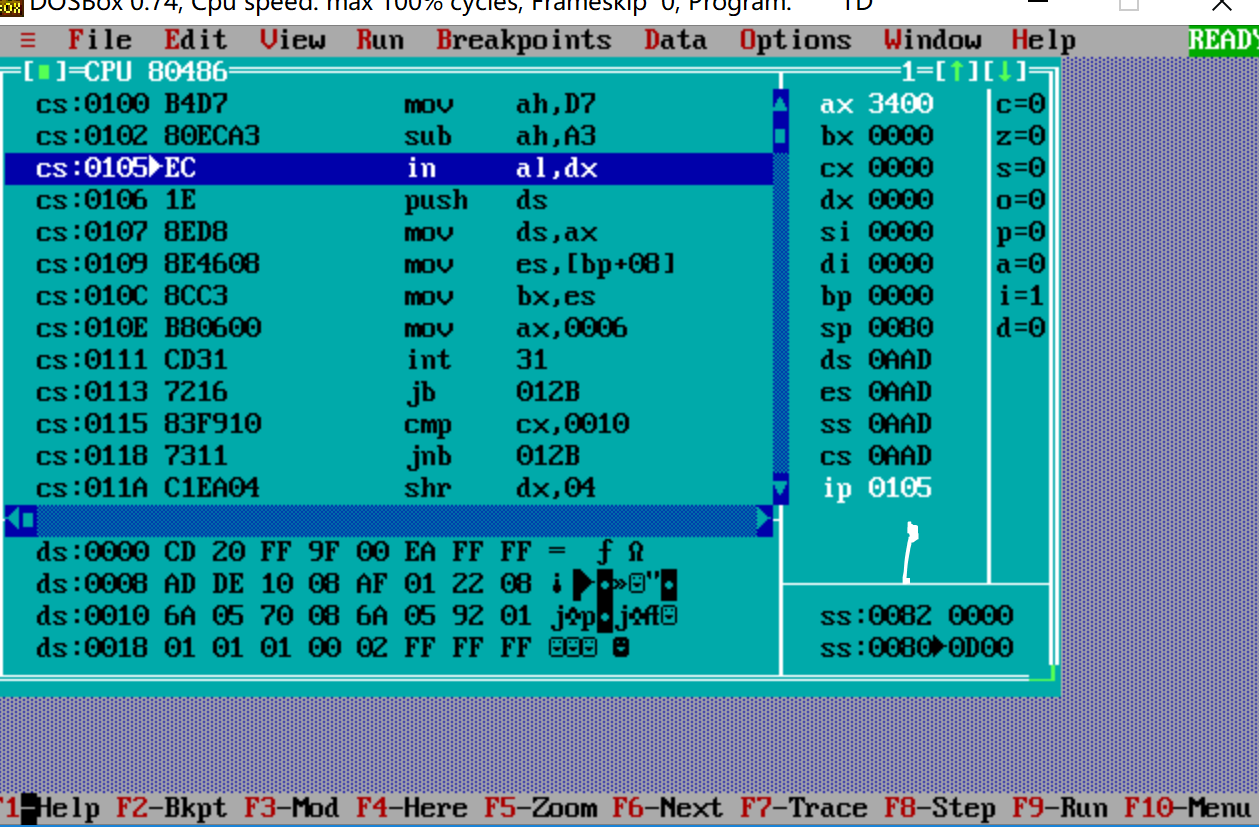 DOSBox 0.74, Cpu speed: max 100% cycles, Frameskip 0, Program: TD
≡ File Edit View Run Breakpoints Data Options Window Help READY
[■]=CPU 80486 1=[↑][↓]
cs:0100 B4D7 mov ah,D7 ax 3400 c=0
cs:0102 80ECA3 sub ah,A3 bx 0000 z=0
cs:0105▶EC in al,dx cx 0000 s=0
cs:0106 1E push ds dx 0000 o=0
cs:0107 8ED8 mov ds,ax si 0000 p=0
cs:0109 8E4608 mov es,[bp+08] di 0000 a=0
cs:010C 8CC3 mov bx,es bp 0000 i=1
cs:010E B80600 mov ax,0006 sp 0080 d=0
cs:0111 CD31 int 31 ds 0AAD
cs:0113 7216 jb 012B es 0AAD
cs:0115 83F910 cmp cx,0010 ss 0AAD
cs:0118 7311 jnb 012B cs 0AAD
cs:011A C1EA04 shr dx,04 ip 0105
ds:0000 CD 20 FF 9F 00 EA FF FF = ƒ Ω
ds:0008 AD DE 10 08 AF 01 22 08 ¡▐►◘»☺"◘
ds:0010 6A 05 70 08 6A 05 92 01 j♣p◘j♣Æ☺ ss:0082 0000
ds:0018 01 01 01 00 02 FF FF FF ☺☺☺ ☻ ss:0080▶0D00
F1-Help F2-Bkpt F3-Mod F4-Here F5-Zoom F6-Next F7-Trace F8-Step F9-Run F10-Menu